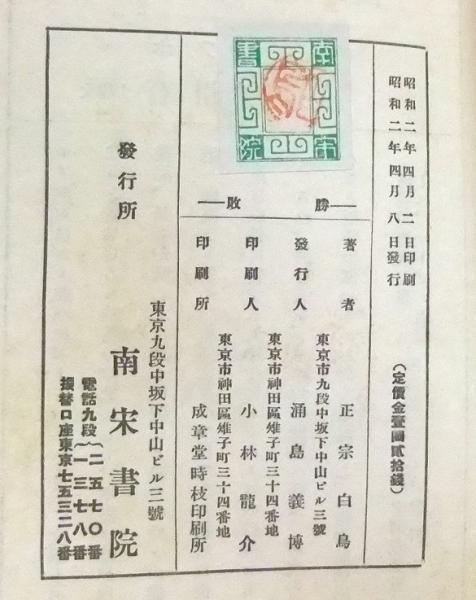 昭和二年四月二日印刷
昭和二年四月八日發行
(定價金壹圓貳拾錢)
南宋書院
勝敗
著者 正宗白鳥
東京市九段中坂下中山ビル三號
發行人 涌島義博
東京市神田區雉子町三十四番地
印刷人 小林龍介
東京市神田區雉子町三十四番地
印刷所 成章堂時枝印刷所
發行所
東京九段中坂下中山ビル三號
南宋書院
電話九段(二五七〇番
(一三七八番
振替口座東京七五三二八番